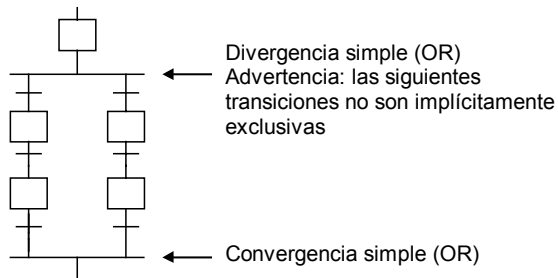 Divergencia simple (OR)
Advertencia: las siguientes
transiciones no son implícitamente
exclusivas
Convergencia simple (OR)